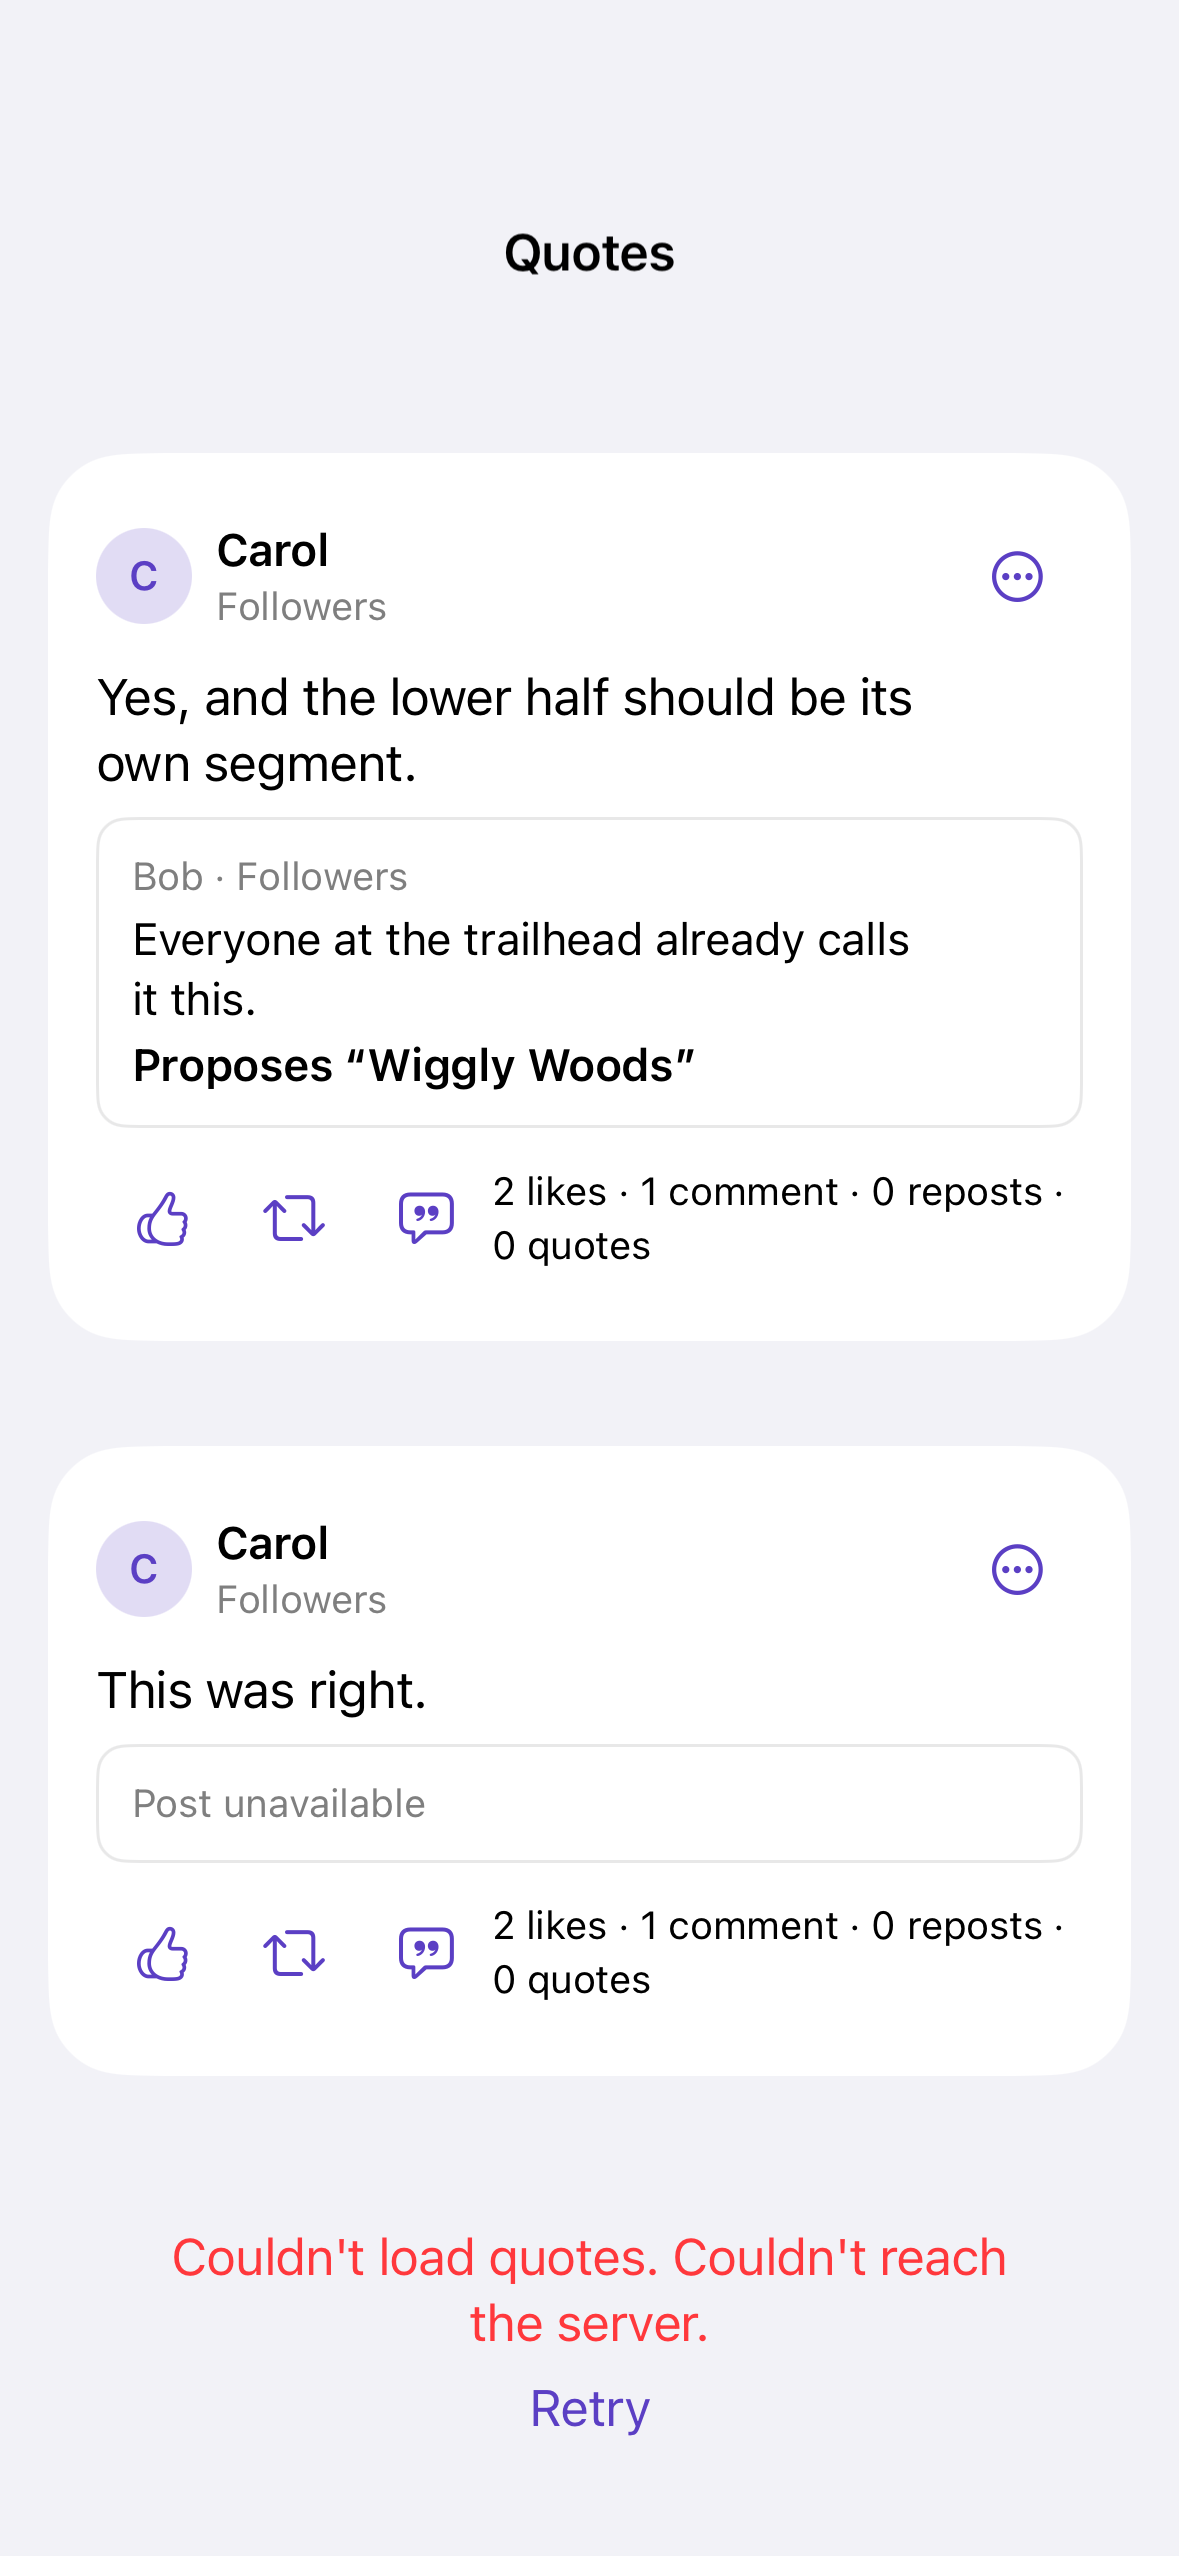 Quotes
C
Carol
Followers
Yes, and the lower half should be its
own segment.
Bob · Followers
Everyone at the trailhead already calls
it this.
Proposes “Wiggly Woods”
2 likes · 1 comment · 0 reposts ·
0 quotes
C
Carol
Followers
This was right.
Post unavailable
2 likes · 1 comment · 0 reposts ·
0 quotes
Couldn't load quotes. Couldn't reach
the server.
Retry